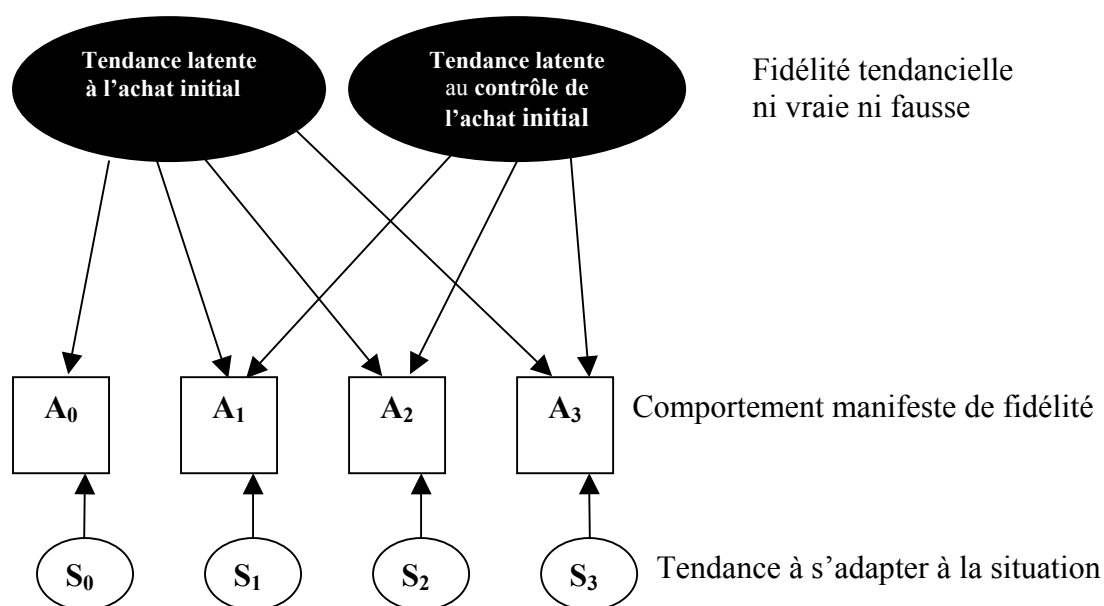 Tendance latente
à l’achat initial
Tendance latente
au contrôle de
l’achat initial
Fidélité tendancielle
ni vraie ni fausse
A₀
A₁
A₂
A₃
Comportement manifeste de fidélité
S₀
S₁
S₂
S₃
Tendance à s’adapter à la situation